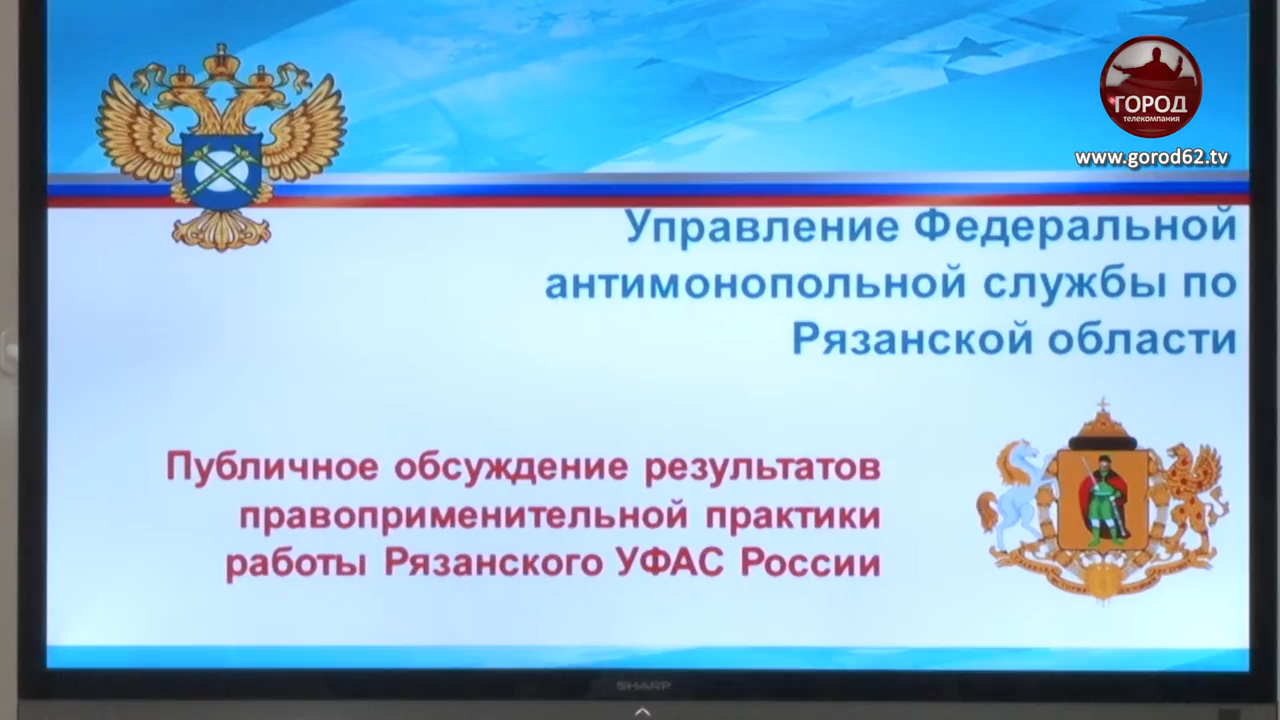 ГОРОД
телекомпания
www.gorod62.tv
Управление Федеральной
антимонопольной службы по
Рязанской области
Публичное обсуждение результатов
правоприменительной практики
работы Рязанского УФАС России
SHARP